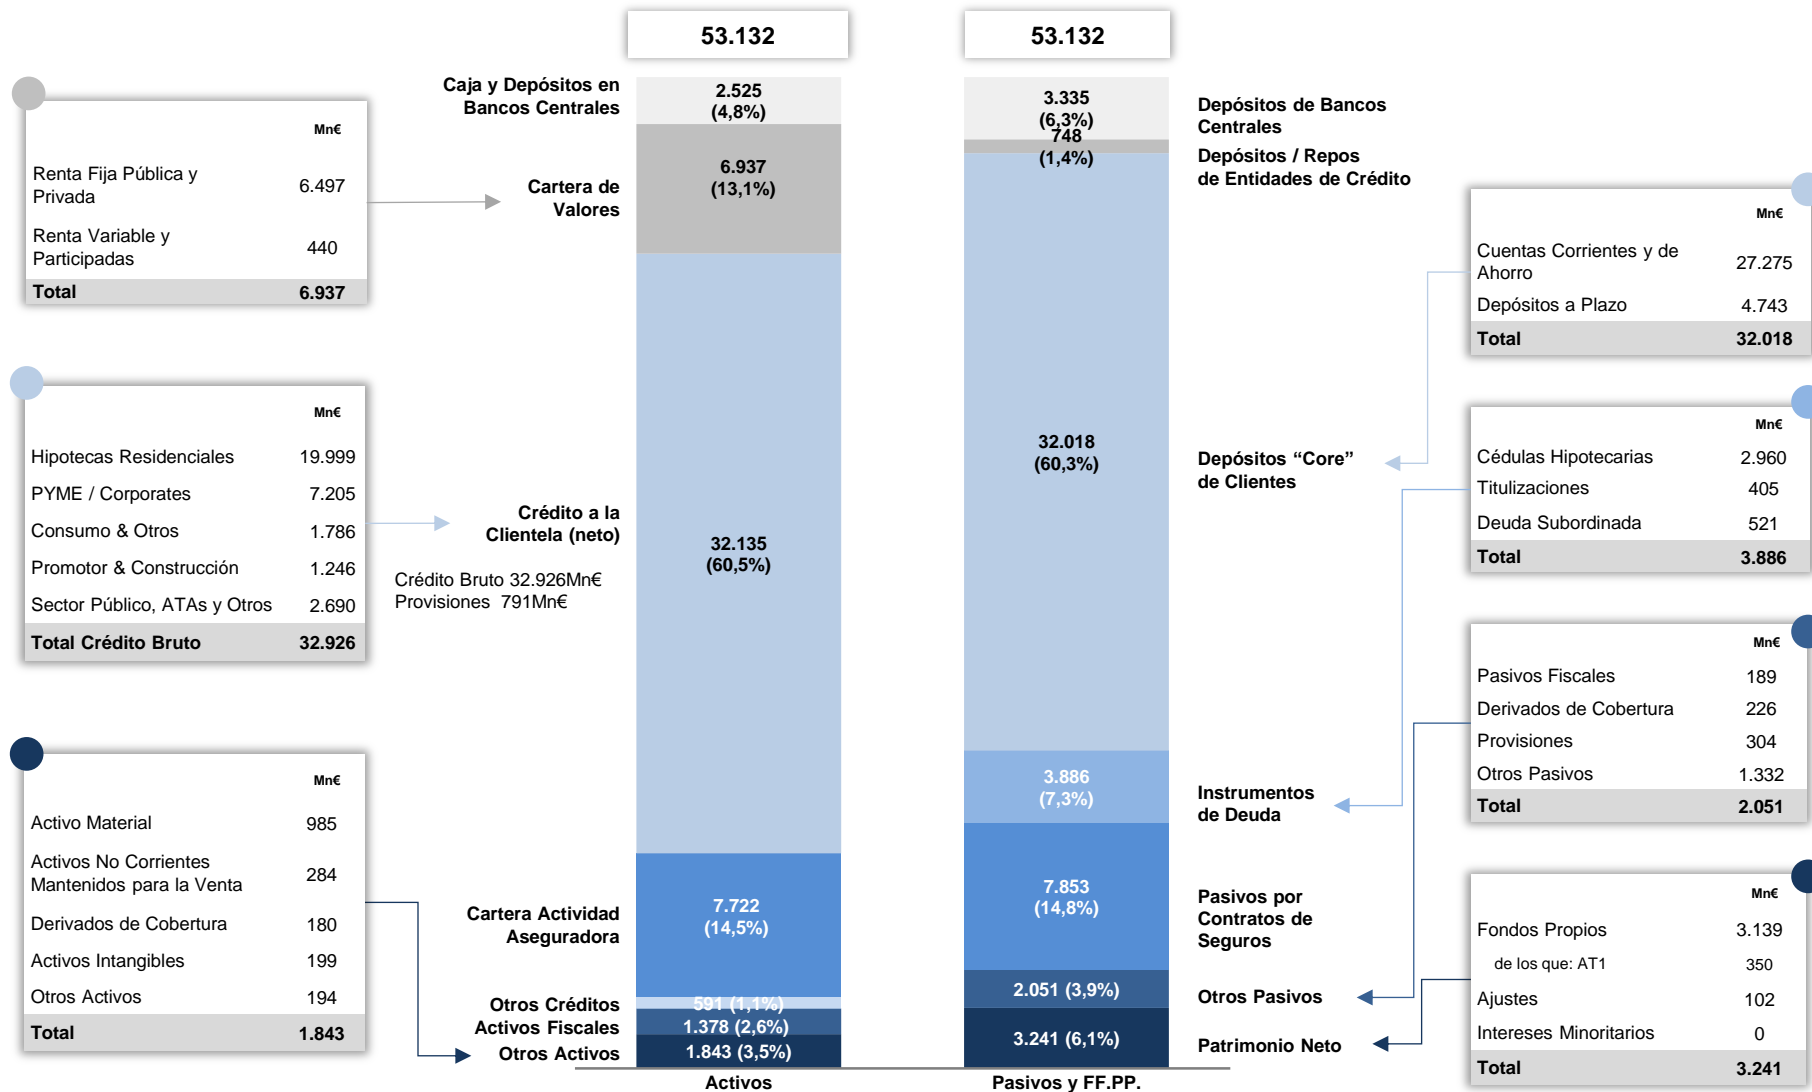 53.132
53.132
Mn€
Renta Fija Pública y
Privada
6.497
Renta Variable y
Participadas
440
Total 6.937
Mn€
Hipotecas Residenciales 19.999
PYME / Corporates 7.205
Consumo & Otros 1.786
Promotor & Construcción 1.246
Sector Público, ATAs y Otros 2.690
Total Crédito Bruto 32.926
Mn€
Activo Material 985
Activos No Corrientes
Mantenidos para la Venta
284
Derivados de Cobertura 180
Activos Intangibles 199
Otros Activos 194
Total 1.843
Caja y Depósitos en
Bancos Centrales
Cartera de
Valores
Crédito a la
Clientela (neto)
Crédito Bruto 32.926Mn€
Provisiones 791Mn€
Cartera Actividad
Aseguradora
Otros Créditos
Activos Fiscales
Otros Activos
2.525
(4,8%)
6.937
(13,1%)
32.135
(60,5%)
7.722
(14,5%)
591 (1,1%)
1.378 (2,6%)
1.843 (3,5%)
Activos
3.335
(6,3%)
748
(1,4%)
32.018
(60,3%)
3.886
(7,3%)
7.853
(14,8%)
2.051 (3,9%)
3.241 (6,1%)
Pasivos y FF.PP.
Depósitos de Bancos
Centrales
Depósitos / Repos
de Entidades de Crédito
Depósitos “Core”
de Clientes
Instrumentos
de Deuda
Pasivos por
Contratos de
Seguros
Otros Pasivos
Patrimonio Neto
Mn€
Cuentas Corrientes y de
Ahorro
27.275
Depósitos a Plazo 4.743
Total 32.018
Mn€
Cédulas Hipotecarias 2.960
Titulizaciones 405
Deuda Subordinada 521
Total 3.886
Mn€
Pasivos Fiscales 189
Derivados de Cobertura 226
Provisiones 304
Otros Pasivos 1.332
Total 2.051
Mn€
Fondos Propios 3.139
de los que: AT1 350
Ajustes 102
Intereses Minoritarios 0
Total 3.241